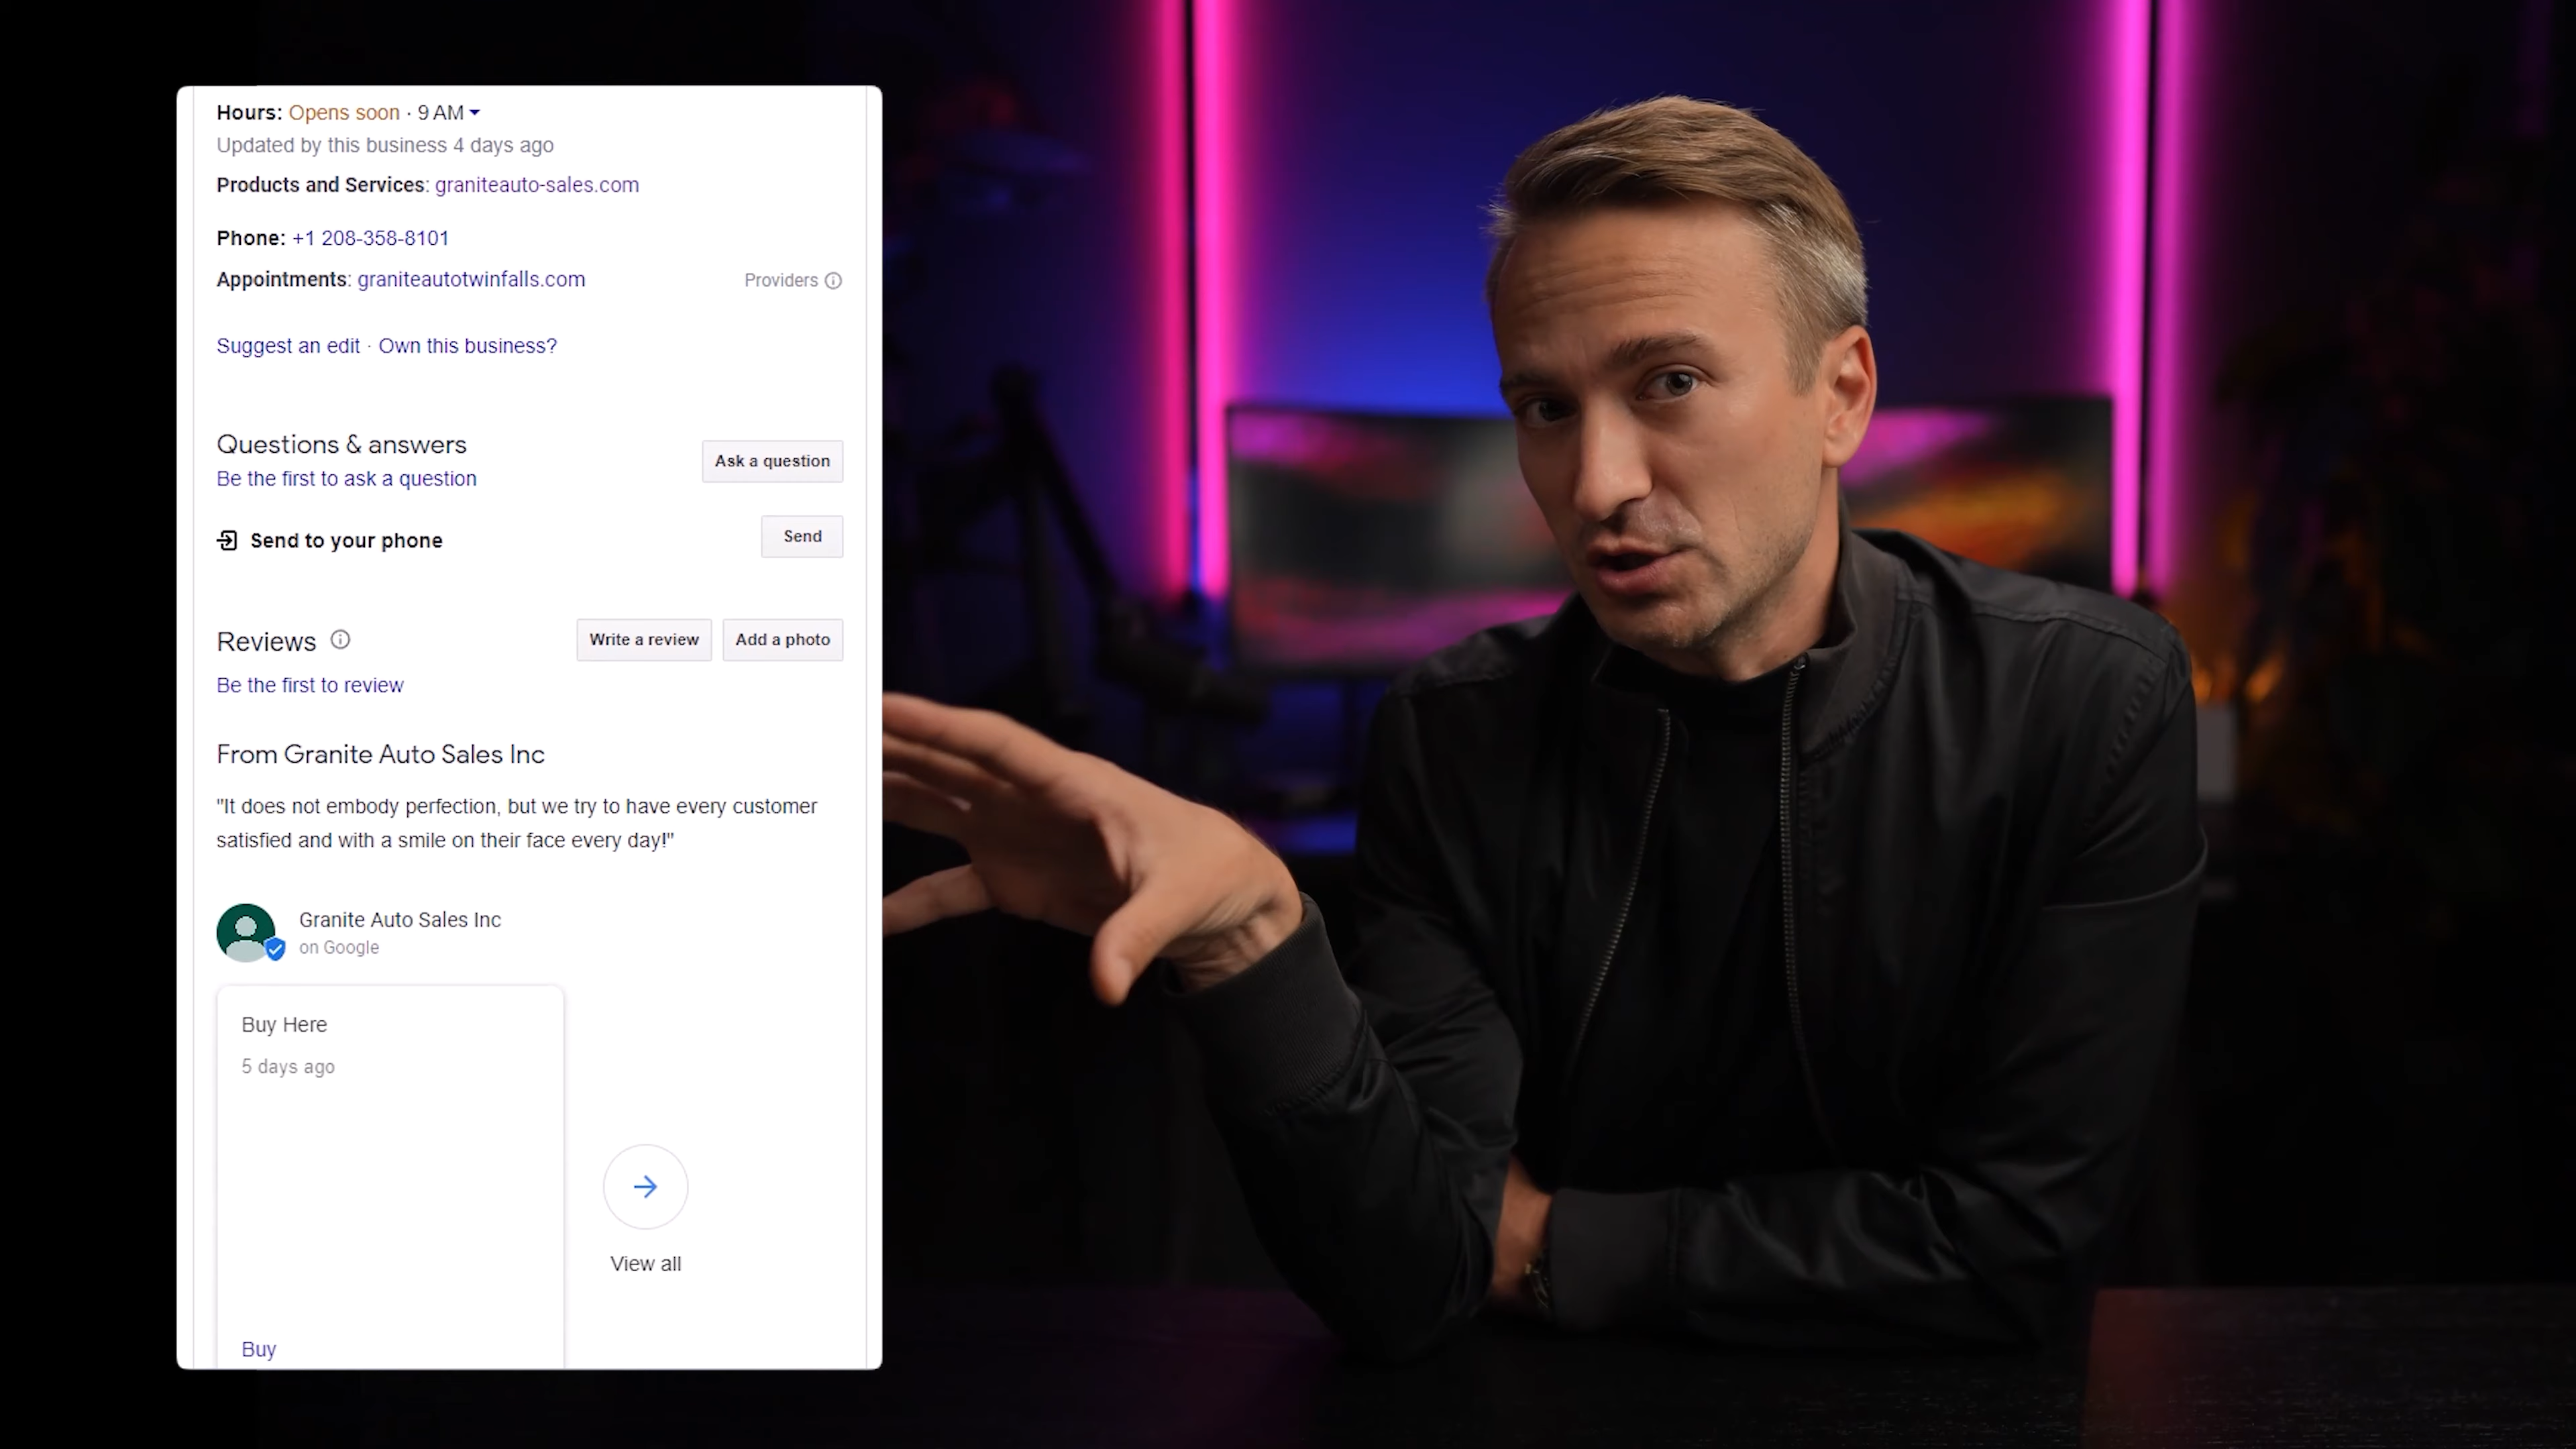 Hours: Opens soon · 9 AM
Updated by this business 4 days ago
Products and Services: graniteauto-sales.com
Phone: +1 208-358-8101
Appointments: graniteautotwinfalls.com
Providers
Suggest an edit · Own this business?
Questions & answers
Ask a question
Be the first to ask a question
Send to your phone
Send
Reviews
Write a review
Add a photo
Be the first to review
From Granite Auto Sales Inc
"It does not embody perfection, but we try to have every customer
satisfied and with a smile on their face every day!"
Granite Auto Sales Inc
on Google
Buy Here
5 days ago
View all
Buy